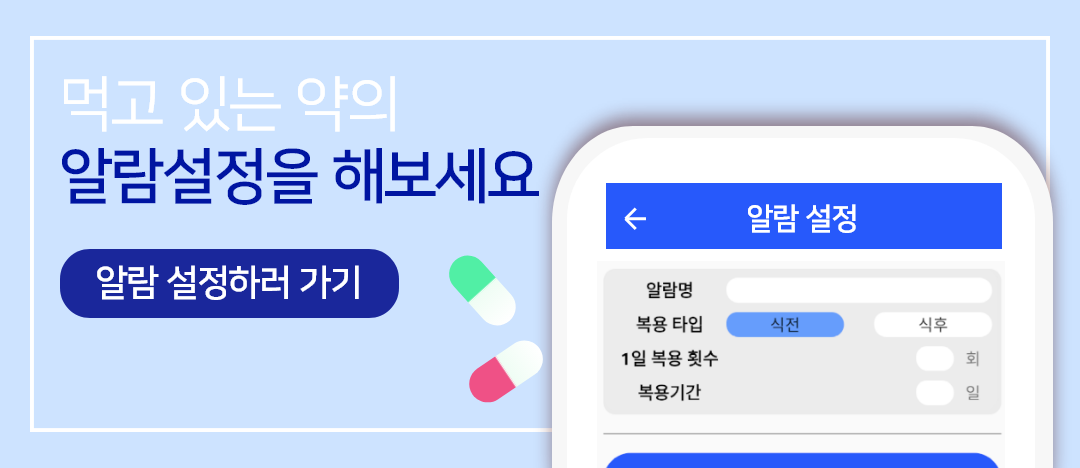 먹고 있는 약의
알람설정을 해보세요
알람 설정하러 가기
알람 설정
알람명
복용 타입 식전 식후
1일 복용 횟수 회
복용기간 일